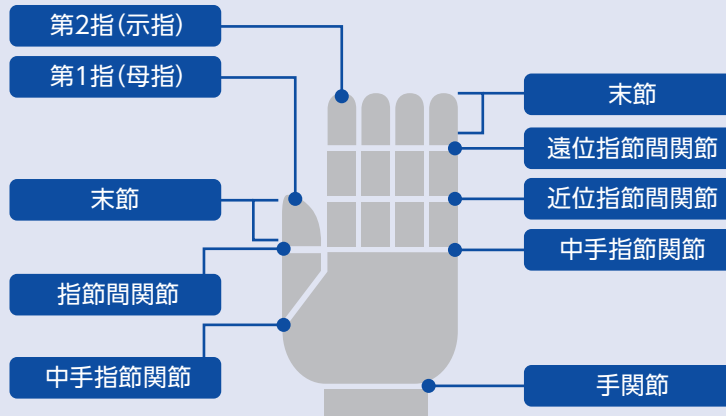 第2指(示指)
第1指(母指)
末節
指節間関節
中手指節関節
末節
遠位指節間関節
近位指節間関節
中手指節関節
手関節